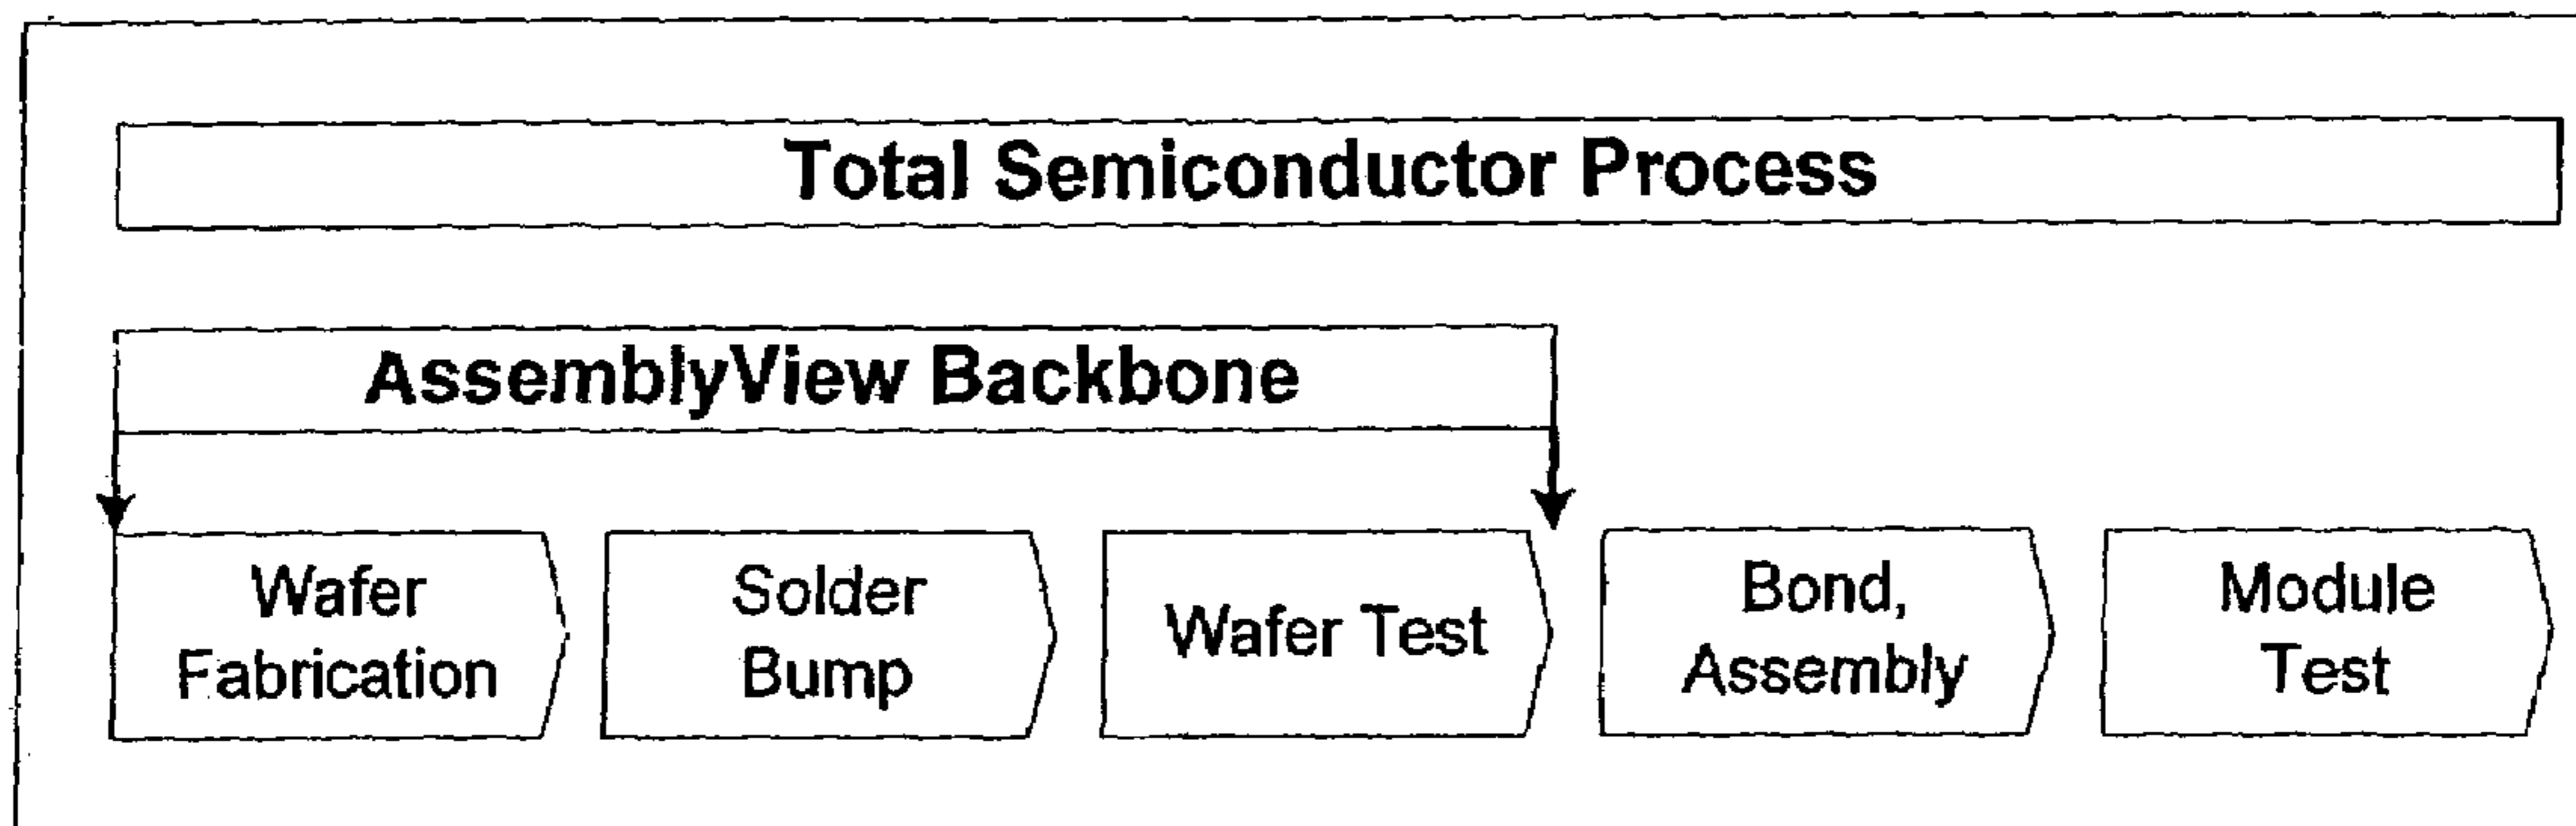 Total Semiconductor Process
AssemblyView Backbone
Wafer
Fabrication
Solder
Bump
Wafer Test
Bond,
Assembly
Module
Test